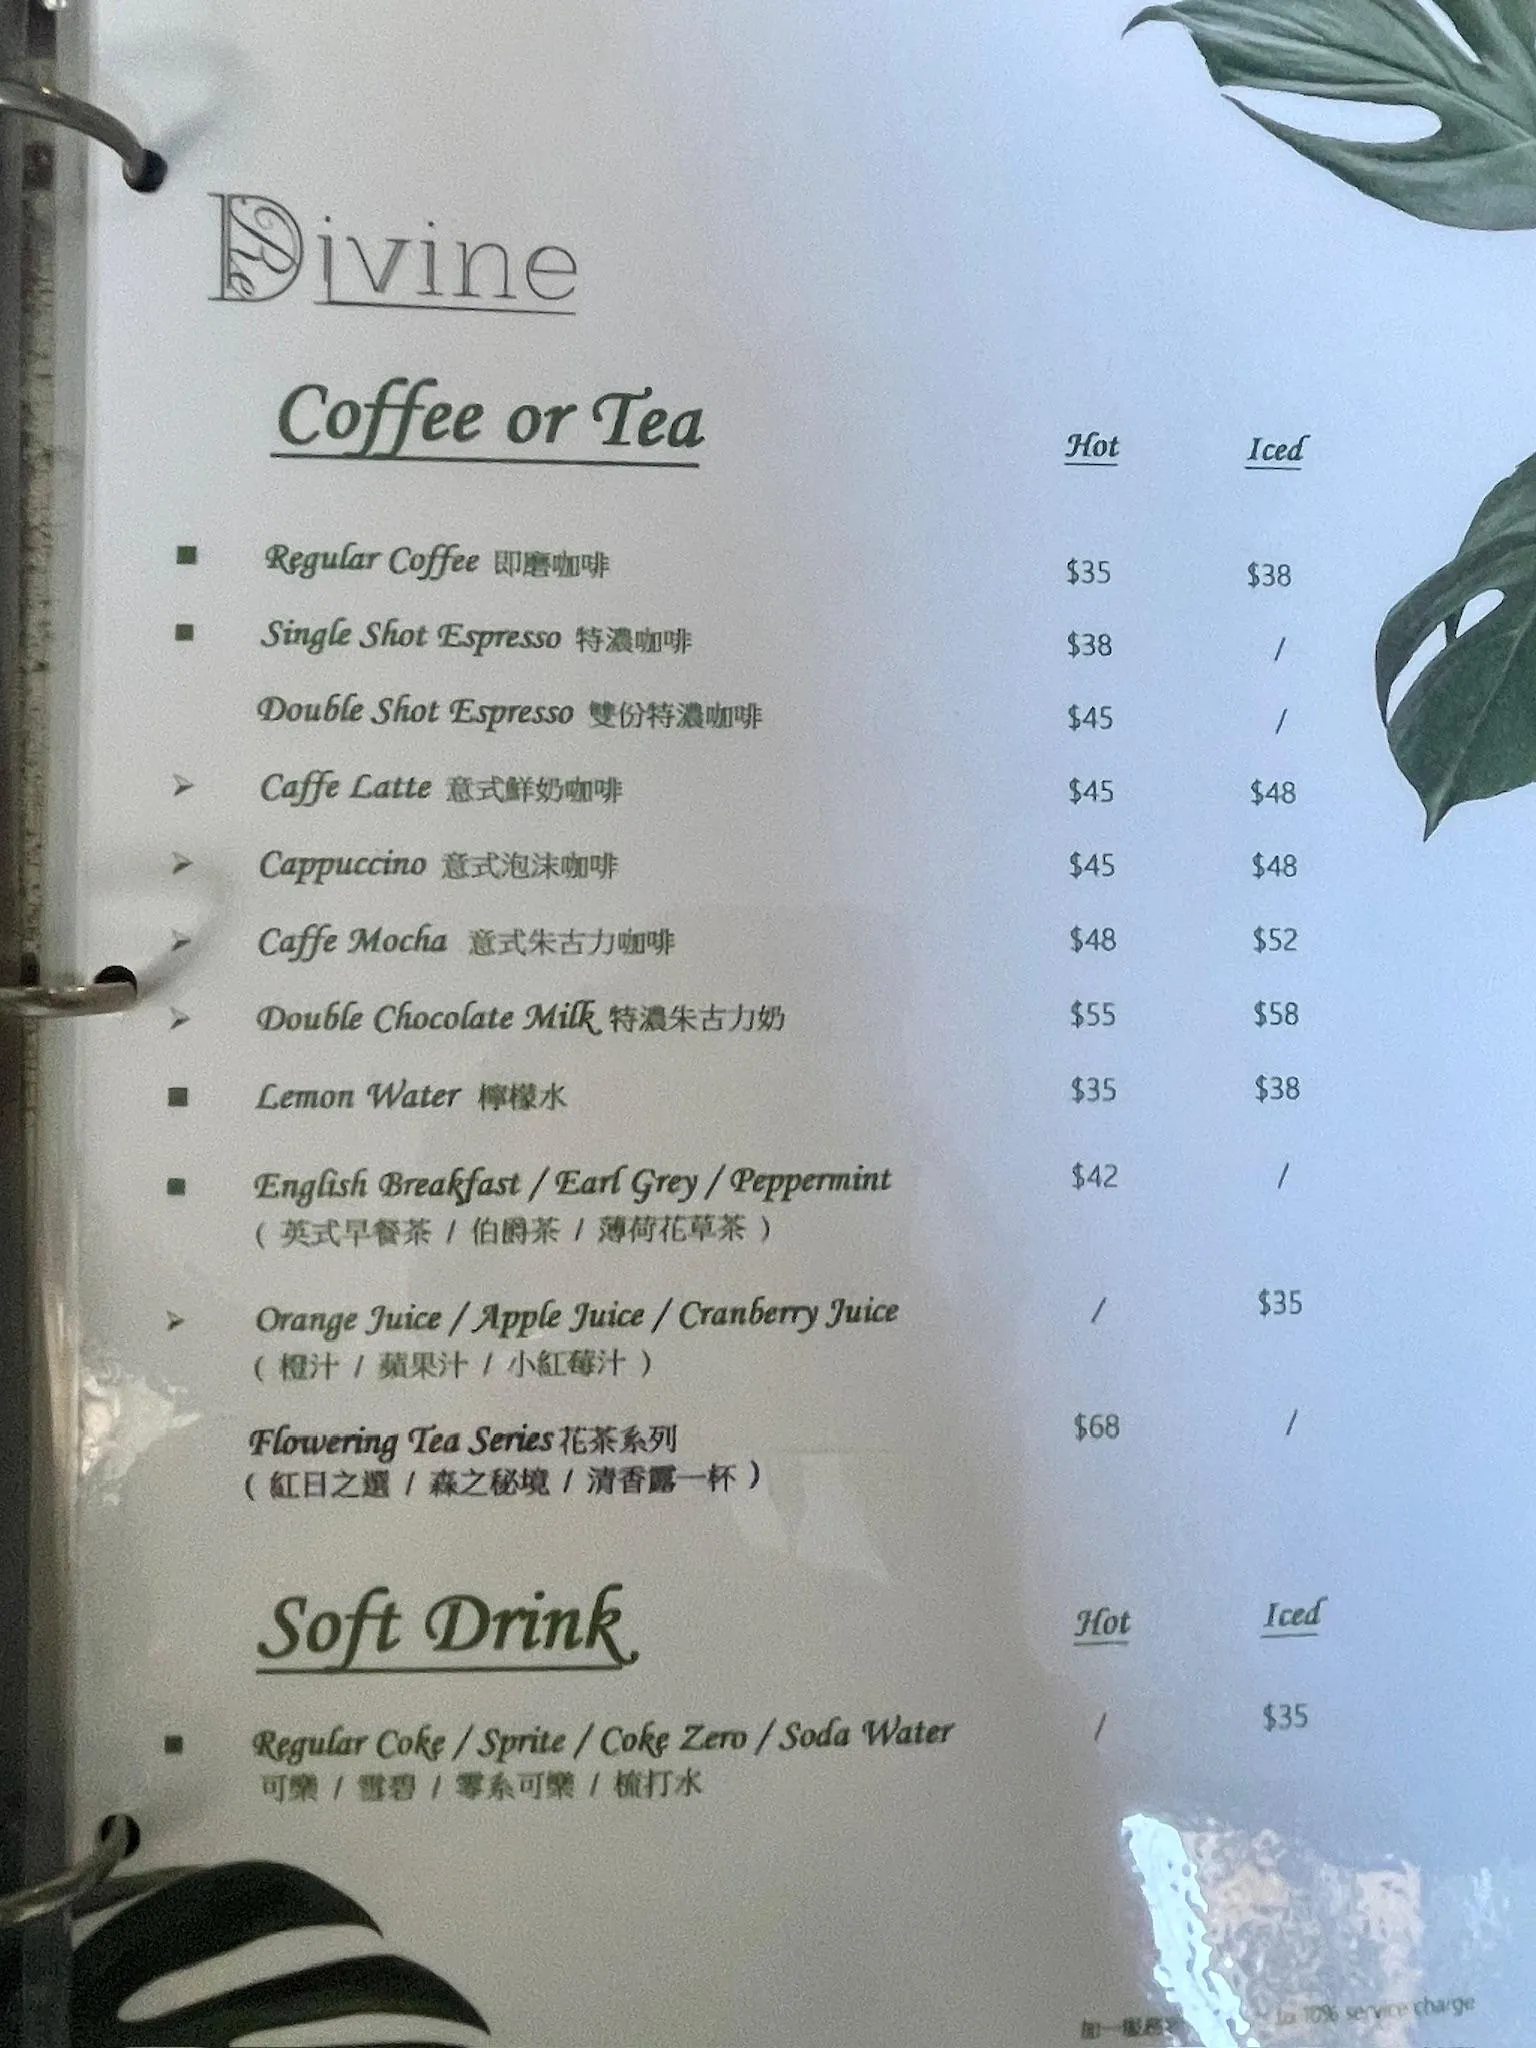 Divine
Coffee or Tea Hot Iced
Regular Coffee 即磨咖啡 $35 $38
Single Shot Espresso 特濃咖啡 $38 /
Double Shot Espresso 雙份特濃咖啡 $45 /
Caffe Latte 意式鮮奶咖啡 $45 $48
Cappuccino 意式泡沫咖啡 $45 $48
Caffe Mocha 意式朱古力咖啡 $48 $52
Double Chocolate Milk 特濃朱古力奶 $55 $58
Lemon Water 檸檬水 $35 $38
English Breakfast / Earl Grey / Peppermint $42 /
( 英式早餐茶 / 伯爵茶 / 薄荷花草茶 )
Orange Juice / Apple Juice / Cranberry Juice / $35
( 橙汁 / 蘋果汁 / 小紅莓汁 )
Flowering Tea Series 花茶系列 $68 /
( 紅日之選 / 森之秘境 / 清香露一杯 )
Soft Drink Hot Iced
Regular Coke / Sprite / Coke Zero / Soda Water / $35
可樂 / 雪碧 / 零系可樂 / 梳打水
加一服務 to 10% service charge